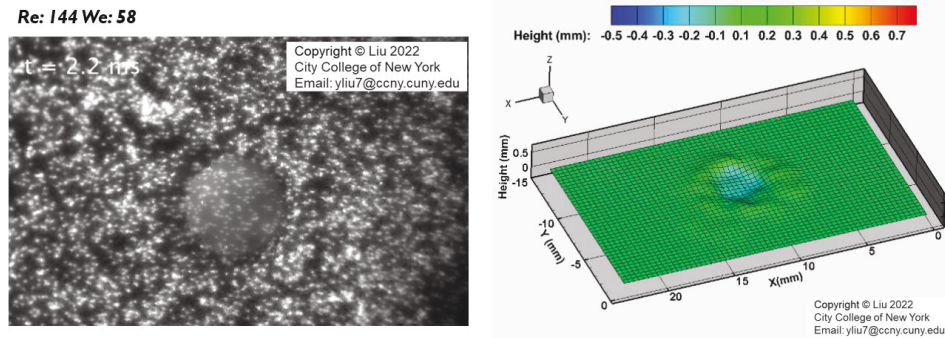 Re: 144 We: 58
t = 2.2 ms
Copyright © Liu 2022
City College of New York
Email: yliu7@ccny.cuny.edu
Height (mm): -0.5 -0.4 -0.3 -0.2 -0.1 0.1 0.2 0.3 0.4 0.5 0.6 0.7
Z
X
Y
Height (mm)
0.5
0
-15
-10
-5
0
Y (mm)
20
15
10
5
0
X(mm)
Copyright © Liu 2022
City College of New York
Email: yliu7@ccny.cuny.edu